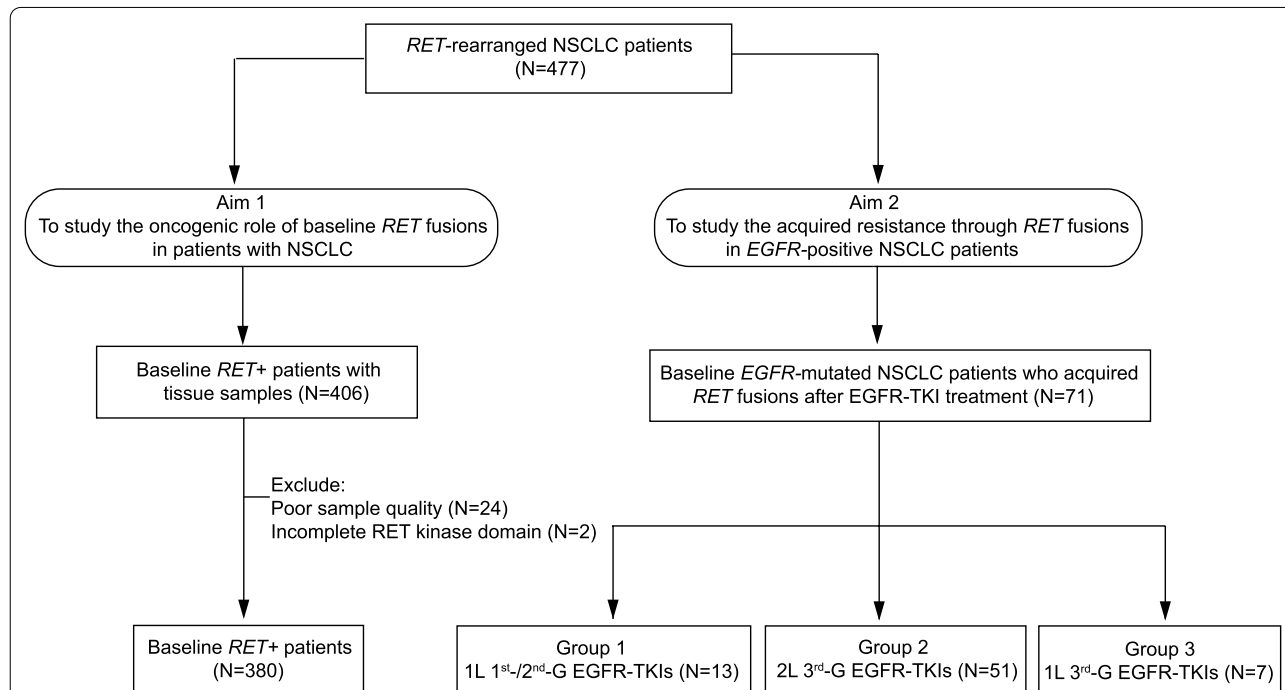 RET-rearranged NSCLC patients
(N=477)
Aim 1
To study the oncogenic role of baseline RET fusions
in patients with NSCLC
Aim 2
To study the acquired resistance through RET fusions
in EGFR-positive NSCLC patients
Baseline RET+ patients with
tissue samples (N=406)
Baseline EGFR-mutated NSCLC patients who acquired
RET fusions after EGFR-TKI treatment (N=71)
Exclude:
Poor sample quality (N=24)
Incomplete RET kinase domain (N=2)
Baseline RET+ patients
(N=380)
Group 1
1L 1st-/2nd-G EGFR-TKIs (N=13)
Group 2
2L 3rd-G EGFR-TKIs (N=51)
Group 3
1L 3rd-G EGFR-TKIs (N=7)